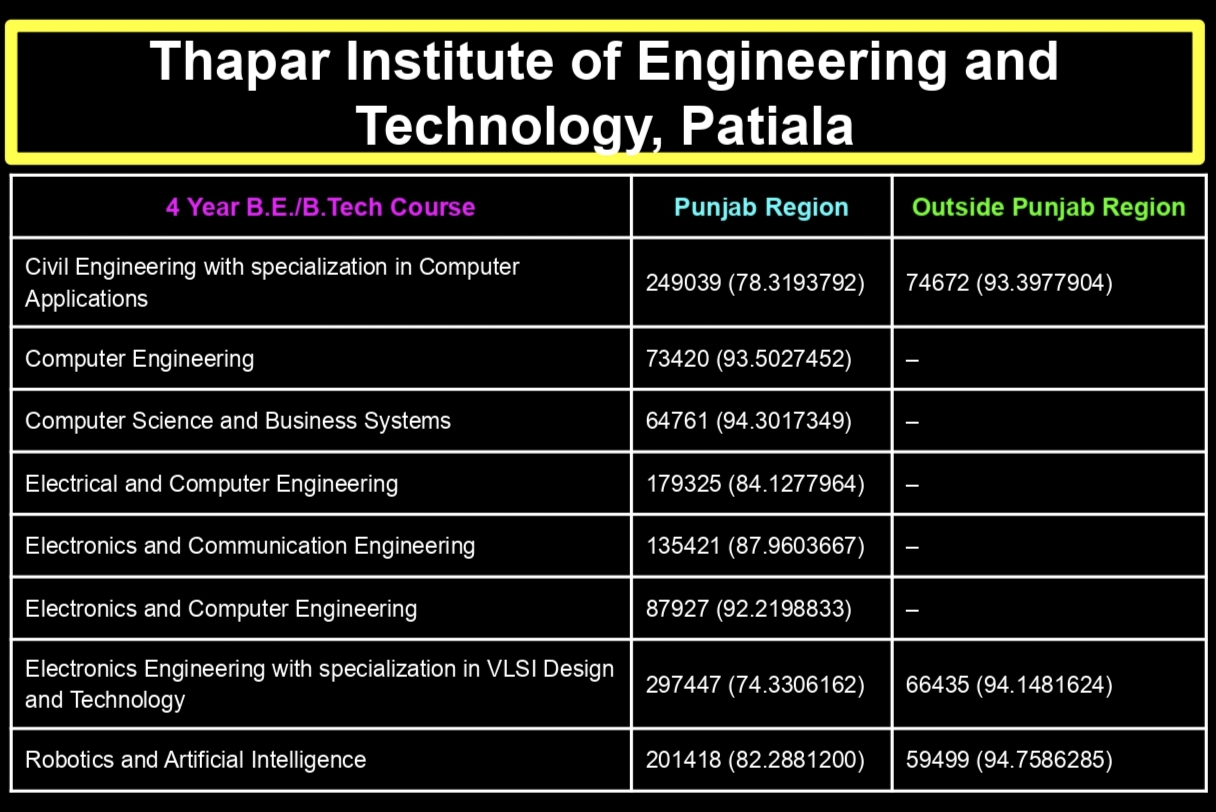 Thapar Institute of Engineering and
Technology, Patiala
4 Year B.E./B.Tech Course Punjab Region Outside Punjab Region
Civil Engineering with specialization in Computer
Applications 249039 (78.3193792) 74672 (93.3977904)
Computer Engineering 73420 (93.5027452) –
Computer Science and Business Systems 64761 (94.3017349) –
Electrical and Computer Engineering 179325 (84.1277964) –
Electronics and Communication Engineering 135421 (87.9603667) –
Electronics and Computer Engineering 87927 (92.2198833) –
Electronics Engineering with specialization in VLSI Design
and Technology 297447 (74.3306162) 66435 (94.1481624)
Robotics and Artificial Intelligence 201418 (82.2881200) 59499 (94.7586285)